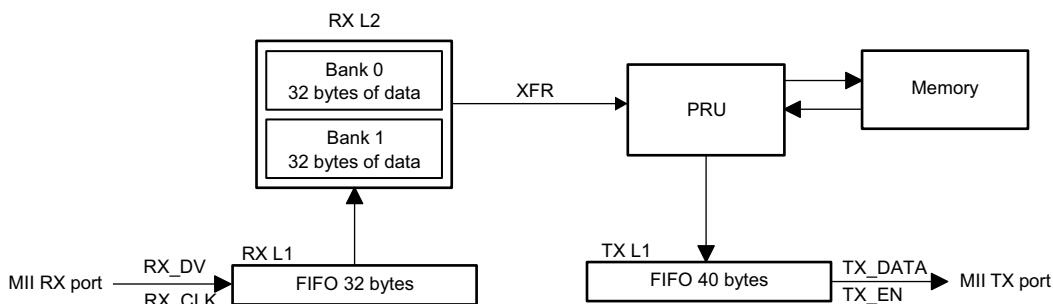 RX L2
Bank 0
32 bytes of data
XFR
PRU
Memory
Bank 1
32 bytes of data
MII RX port
RX_DV
RX_CLK
RX L1
FIFO 32 bytes
TX L1
FIFO 40 bytes
TX_DATA
TX_EN
MII TX port